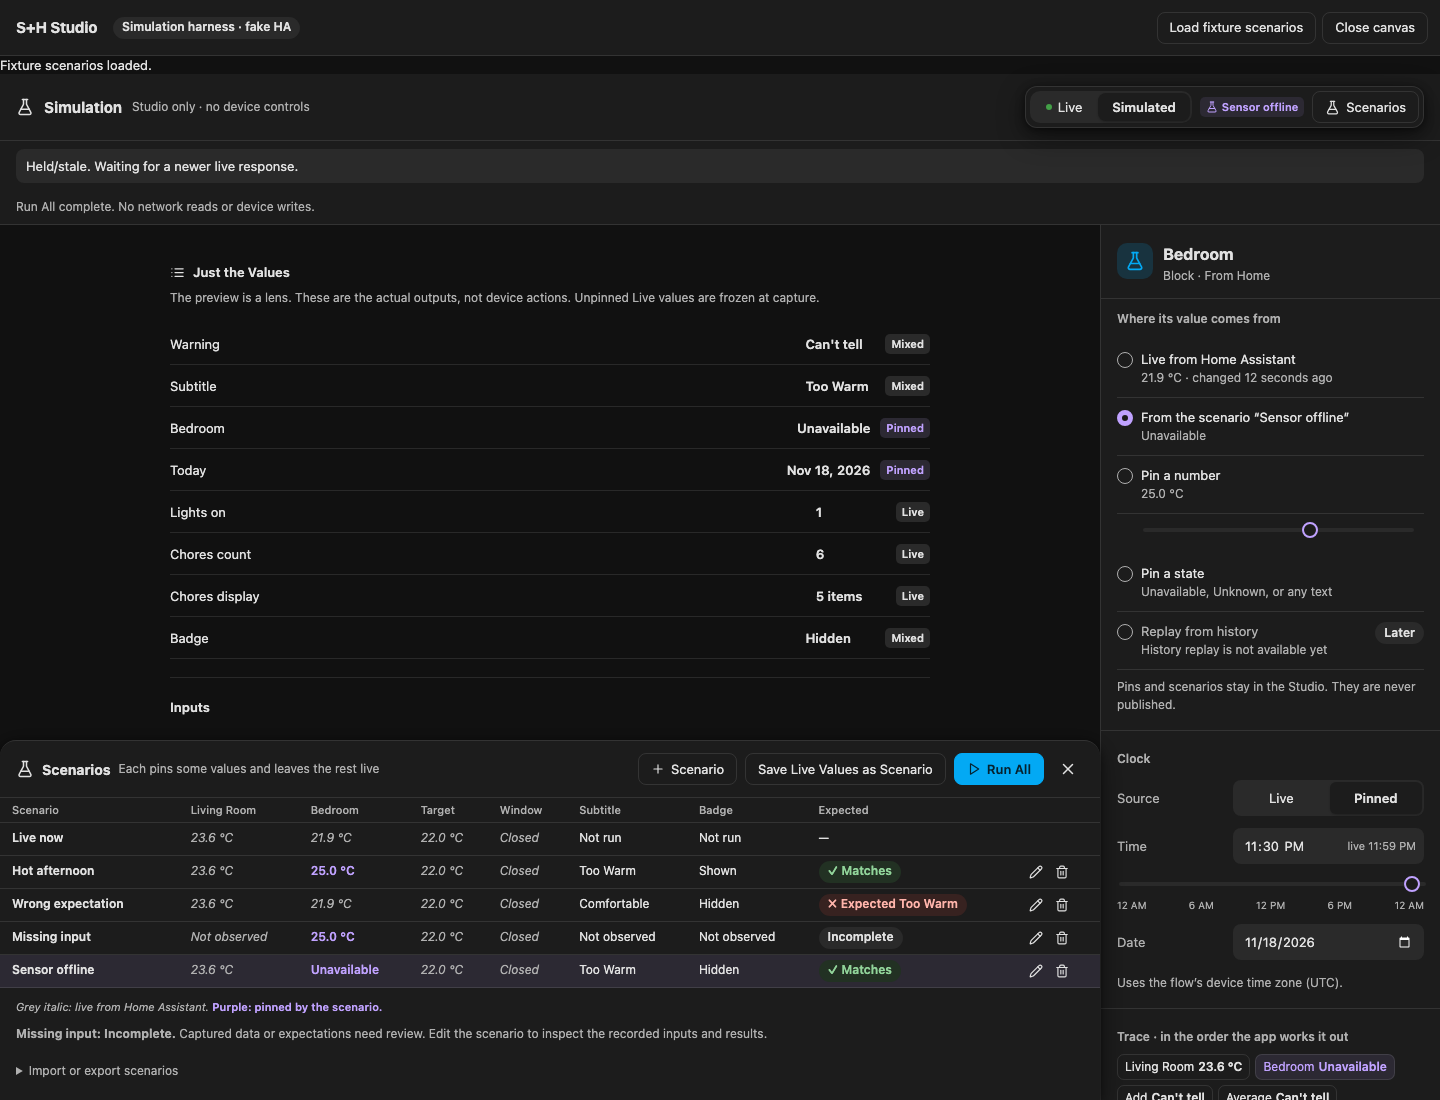 S+H Studio
Simulation harness · fake HA
Load fixture scenarios
Close canvas
Fixture scenarios loaded.
Simulation
Studio only · no device controls
Live
Simulated
Sensor offline
Scenarios
Held/stale. Waiting for a newer live response.
Run All complete. No network reads or device writes.
Just the Values
The preview is a lens. These are the actual outputs, not device actions. Unpinned Live values are frozen at capture.
Warning Can't tell Mixed
Subtitle Too Warm Mixed
Bedroom Unavailable Pinned
Today Nov 18, 2026 Pinned
Lights on 1 Live
Chores count 6 Live
Chores display 5 items Live
Badge Hidden Mixed
Inputs
Bedroom
Block · From Home
Where its value comes from
Live from Home Assistant
21.9 °C · changed 12 seconds ago
From the scenario “Sensor offline”
Unavailable
Pin a number
25.0 °C
Pin a state
Unavailable, Unknown, or any text
Replay from history Later
History replay is not available yet
Pins and scenarios stay in the Studio. They are never
published.
Clock
Source Live Pinned
Time 11:30 PM live 11:59 PM
12 AM 6 AM 12 PM 6 PM 12 AM
Date 11/18/2026
Uses the flow's device time zone (UTC).
Trace · in the order the app works it out
Living Room 23.6 °C Bedroom Unavailable
Add Can't tell Average Can't tell
Scenarios
Each pins some values and leaves the rest live
+ Scenario
Save Live Values as Scenario
Run All
Scenario Living Room Bedroom Target Window Subtitle Badge Expected
Live now 23.6 °C 21.9 °C 22.0 °C Closed Not run Not run —
Hot afternoon 23.6 °C 25.0 °C 22.0 °C Closed Too Warm Shown ✓ Matches
Wrong expectation 23.6 °C 21.9 °C 22.0 °C Closed Comfortable Hidden ✕ Expected Too Warm
Missing input Not observed 25.0 °C 22.0 °C Closed Not observed Not observed Incomplete
Sensor offline 23.6 °C Unavailable 22.0 °C Closed Too Warm Hidden ✓ Matches
Grey italic: live from Home Assistant. Purple: pinned by the scenario.
Missing input: Incomplete. Captured data or expectations need review. Edit the scenario to inspect the recorded inputs and results.
Import or export scenarios